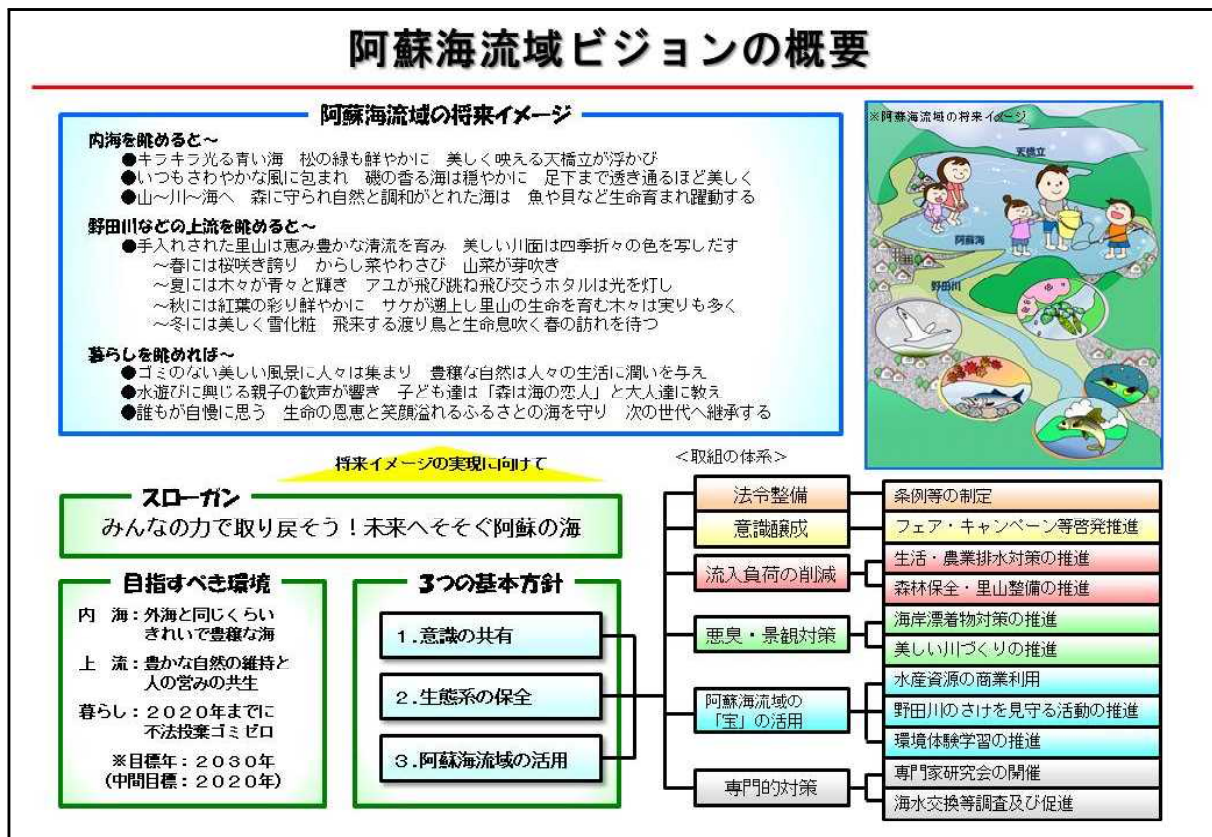 阿蘇海流域ビジョンの概要
阿蘇海流域の将来イメージ
内海を眺めると～
●キラキラ光る青い海　松の緑も鮮やかに　美しく映える天橋立が浮かび
●いつもさわやかな風に包まれ　磯の香る海は穏やかに　足下まで透き通るほど美しく
●山～川～海へ　森に守られ自然と調和がとれた海は　魚や貝など生命育まれ躍動する
野田川などの上流を眺めると～
●手入れされた里山は恵み豊かな清流を育み　美しい川面は四季折々の色を写しだす
～春には桜咲き誇り　からし菜やわさび　山菜が芽吹き
～夏には木々が青々と輝き　アユが飛び跳ね飛び交うホタルは光を灯し
～秋には紅葉の彩り鮮やかに　サケが遡上し里山の生命を育む木々は実りも多く
～冬には美しく雪化粧　飛来する渡り鳥と生命息吹く春の訪れを待つ
暮らしを眺めれば～
●ゴミのない美しい風景に人々は集まり　豊穣な自然は人々の生活に潤いを与え
●水遊びに興じる親子の歓声が響き　子ども達は「森は海の恋人」と大人達に教え
●誰もが自慢に思う　生命の恩恵と笑顔溢れるふるさとの海を守り　次の世代へ継承する
※阿蘇海流域の将来イメージ
天橋立
阿蘇海
野田川
将来イメージの実現に向けて
スローガン
みんなの力で取り戻そう！未来へそそぐ阿蘇の海
目指すべき環境
内　海：外海と同じくらい
きれいで豊穣な海
上　流：豊かな自然の維持と
人の営みの共生
暮らし：２０２０年までに
不法投棄ゴミゼロ
※目標年：２０３０年
（中間目標：２０２０年）
３つの基本方針
１．意識の共有
２．生態系の保全
３．阿蘇海流域の活用
＜取組の体系＞
法令整備
条例等の制定
意識醸成
フェア・キャンペーン等啓発推進
流入負荷の削減
生活・農業排水対策の推進
森林保全・里山整備の推進
悪臭・景観対策
海岸漂着物対策の推進
美しい川づくりの推進
阿蘇海流域の
「宝」の活用
水産資源の商業利用
野田川のさけを見守る活動の推進
環境体験学習の推進
専門的対策
専門家研究会の開催
海水交換等調査及び促進